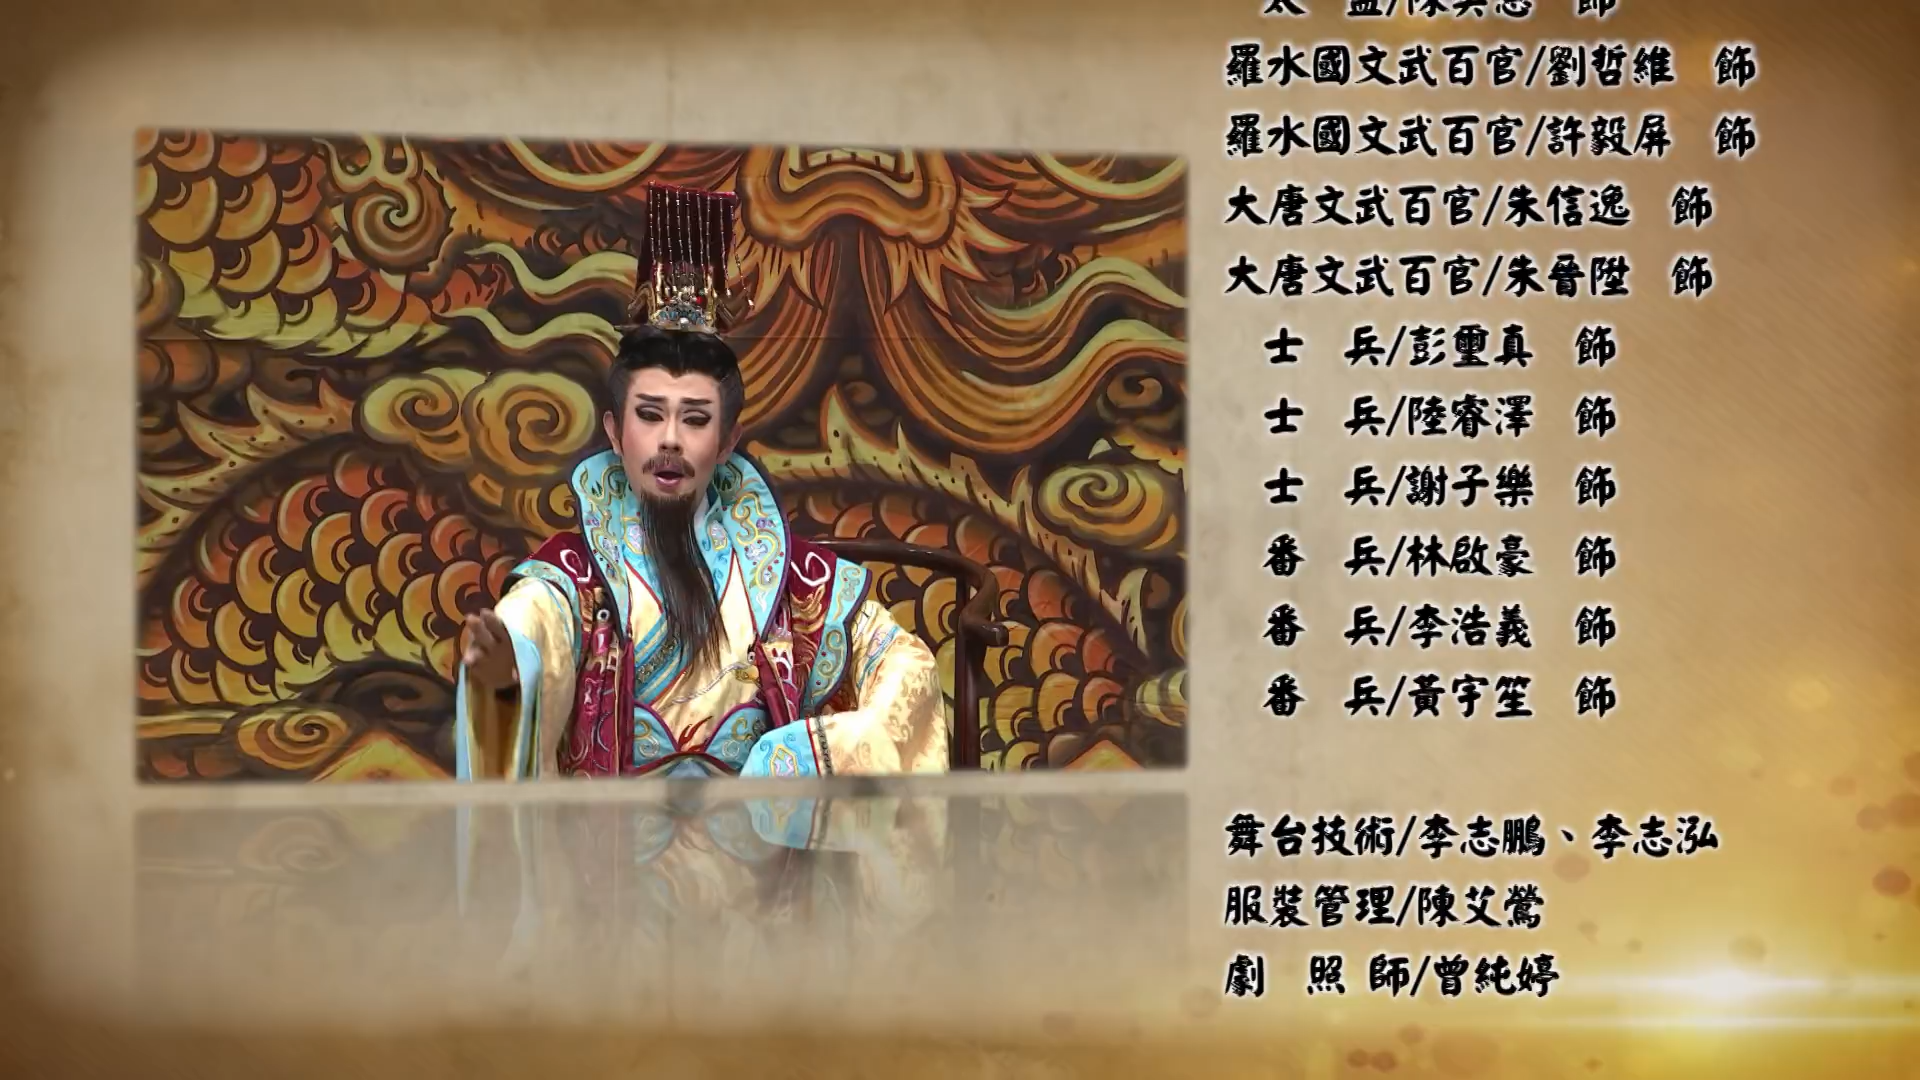 羅水國文武百官/劉哲維 飾
羅水國文武百官/許毅屏 飾
大唐文武百官/朱信逸 飾
大唐文武百官/朱晉陞 飾
士 兵/彭璽真 飾
士 兵/陸睿澤 飾
士 兵/謝子樂 飾
番 兵/林啟豪 飾
番 兵/李浩義 飾
番 兵/黃宇笙 飾
舞台技術/李志鵬、李志泓
服裝管理/陳艾鶯
劇 照 師/曾純婷